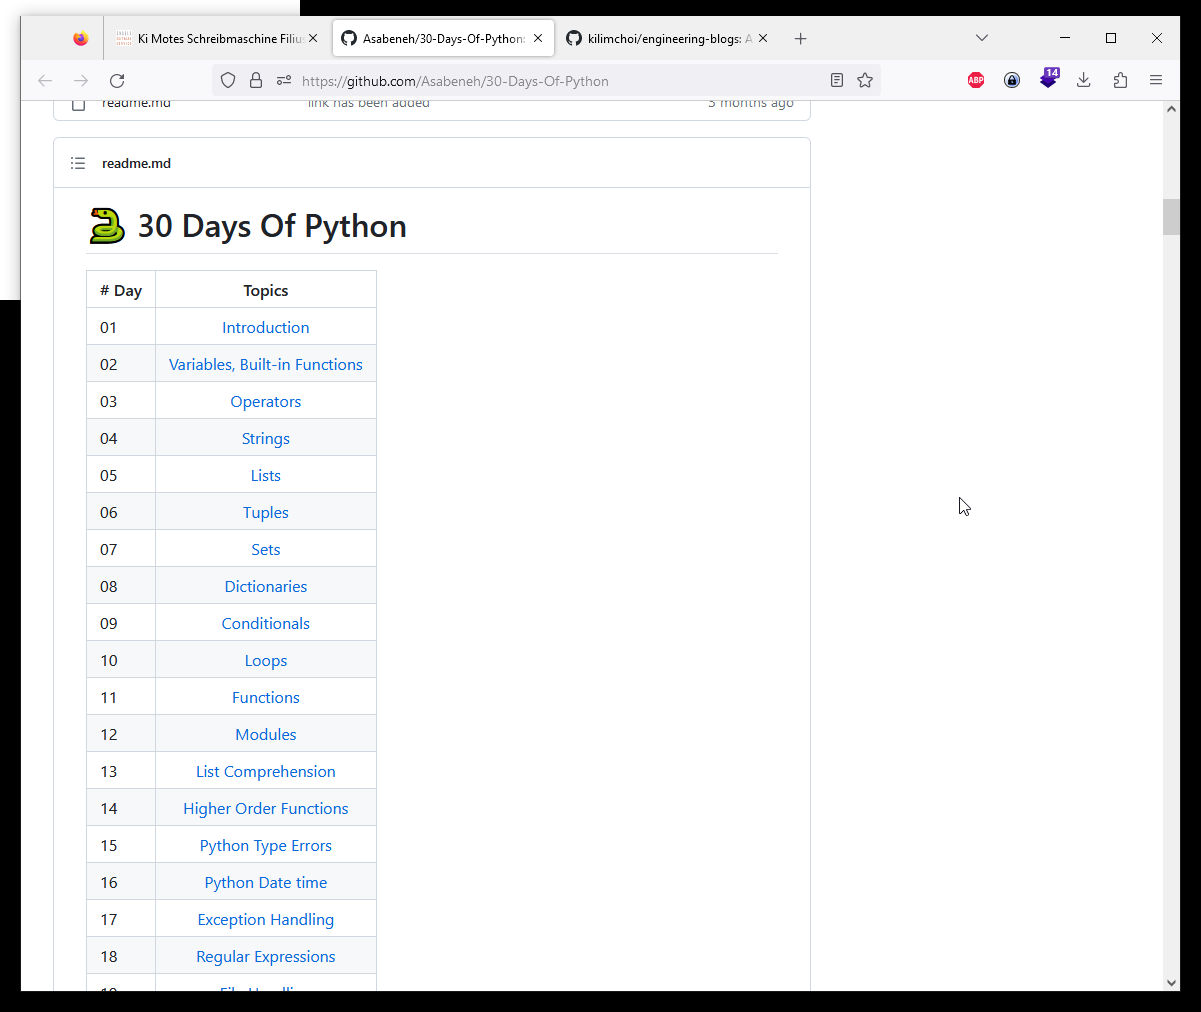 Ki Motes Schreibmaschine Filius
Asabeneh/30-Days-Of-Python:
kilimchoi/engineering-blogs: A
https://github.com/Asabeneh/30-Days-Of-Python
ABP
14
readme.md link has been added 3 months ago
readme.md
30 Days Of Python
# Day Topics
01 Introduction
02 Variables, Built-in Functions
03 Operators
04 Strings
05 Lists
06 Tuples
07 Sets
08 Dictionaries
09 Conditionals
10 Loops
11 Functions
12 Modules
13 List Comprehension
14 Higher Order Functions
15 Python Type Errors
16 Python Date time
17 Exception Handling
18 Regular Expressions